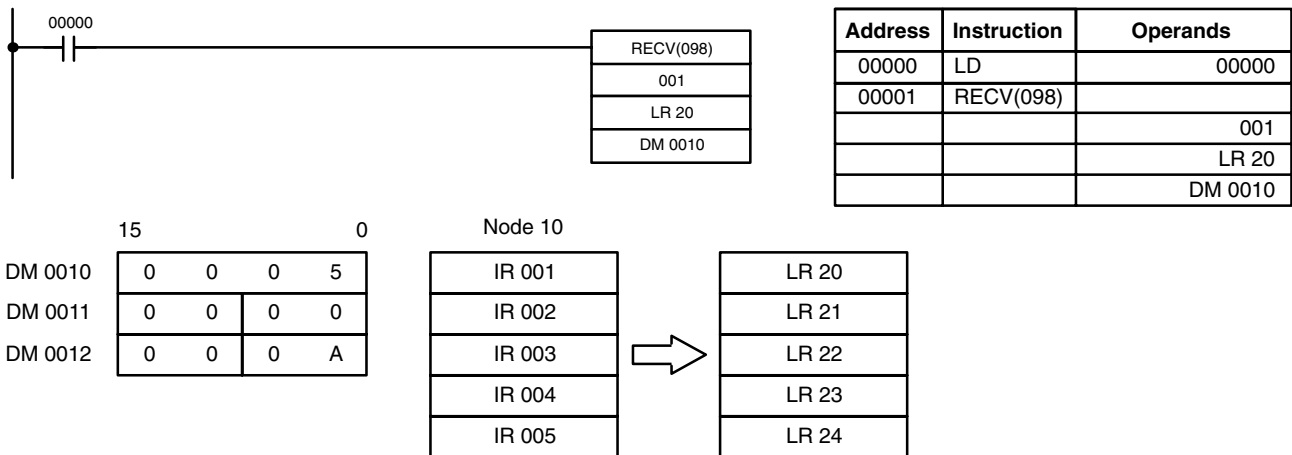 00000
RECV(098)
001
LR 20
DM 0010
Address Instruction Operands
00000 LD 00000
00001 RECV(098)
001
LR 20
DM 0010
15 0
DM 0010 0 0 0 5
DM 0011 0 0 0 0
DM 0012 0 0 0 A
Node 10
IR 001 LR 20
IR 002 LR 21
IR 003 LR 22
IR 004 LR 23
IR 005 LR 24